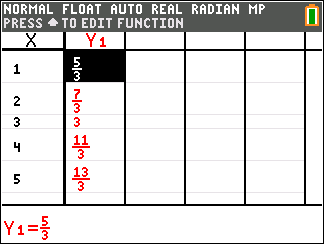 NORMAL FLOAT AUTO REAL RADIAN MP
PRESS ♠ TO EDIT FUNCTION
X Y1
1 5/3
2 7/3
3 3
4 11/3
5 13/3
Y1=5/3